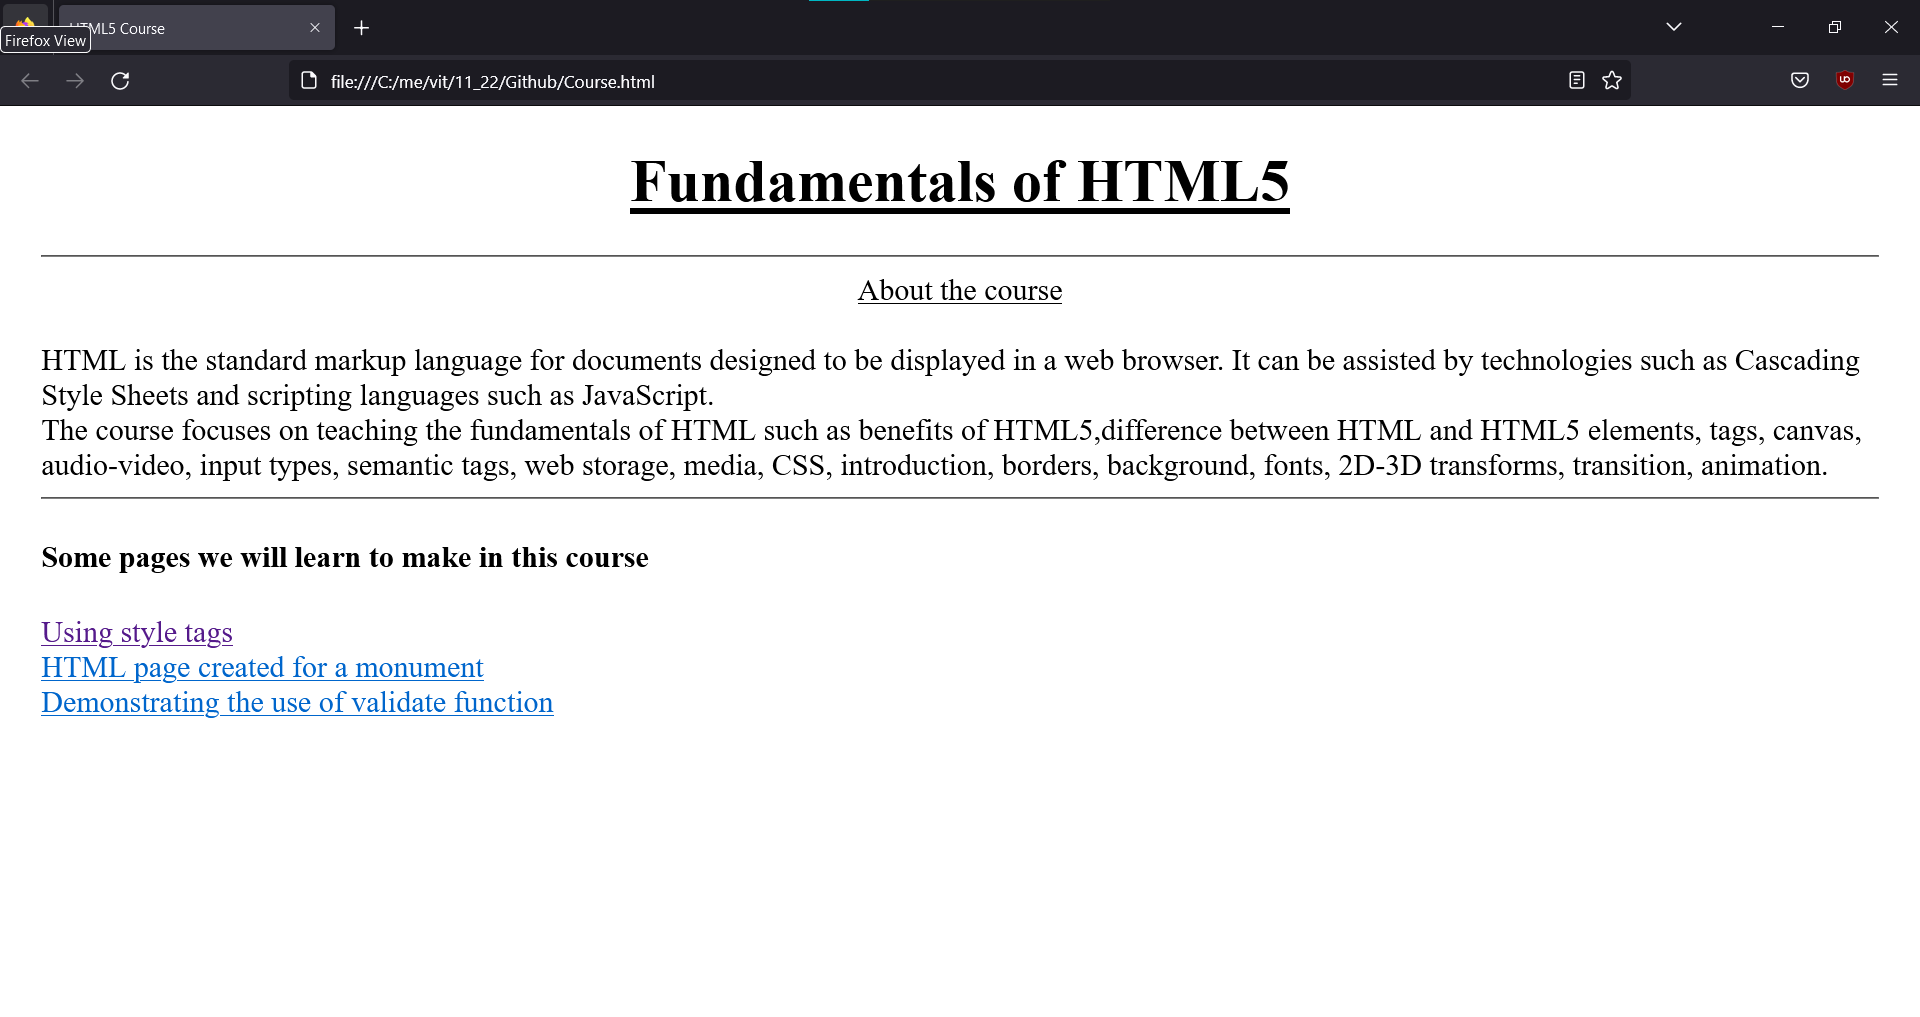 HTML5 Course
Firefox View
file:///C:/me/vit/11_22/Github/Course.html
Fundamentals of HTML5
About the course
HTML is the standard markup language for documents designed to be displayed in a web browser. It can be assisted by technologies such as Cascading
Style Sheets and scripting languages such as JavaScript.
The course focuses on teaching the fundamentals of HTML such as benefits of HTML5,difference between HTML and HTML5 elements, tags, canvas,
audio-video, input types, semantic tags, web storage, media, CSS, introduction, borders, background, fonts, 2D-3D transforms, transition, animation.
Some pages we will learn to make in this course
Using style tags
HTML page created for a monument
Demonstrating the use of validate function